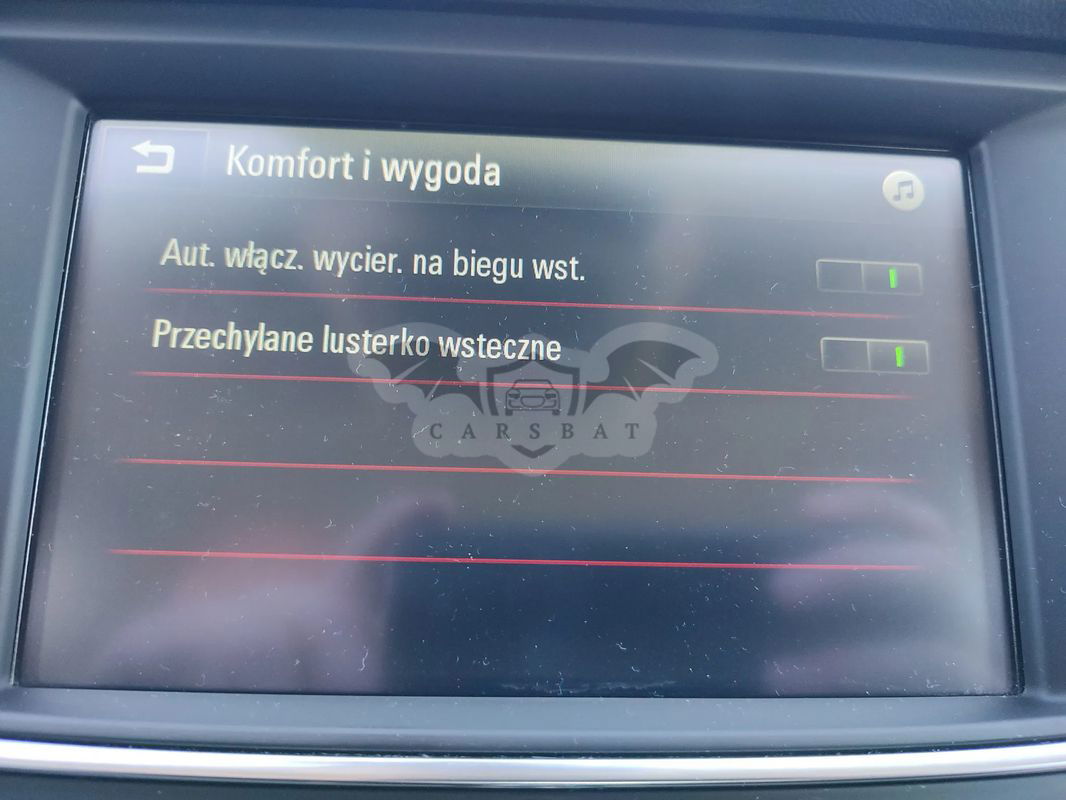 Komfort i wygoda
Aut. włącz. wycier. na biegu wst.
Przechylane lusterko wsteczne
CARSBAT